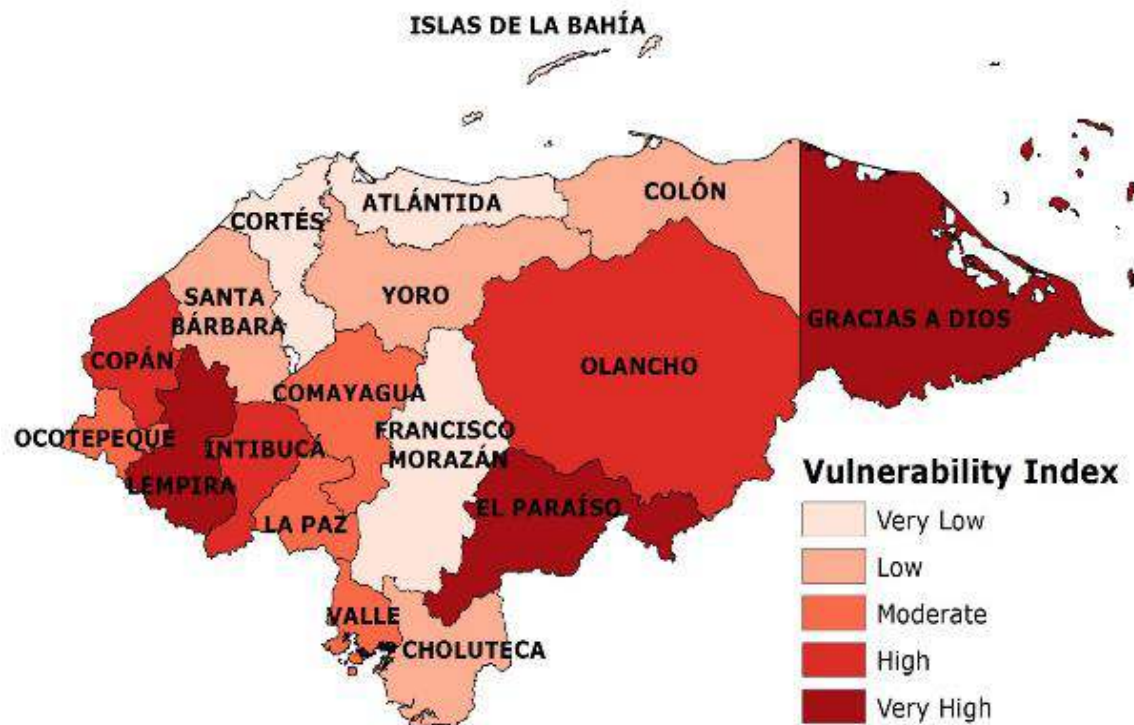 ISLAS DE LA BAHÍA
COLÓN
ATLÁNTIDA
CORTÉS
SANTA
BÁRBARA
YORO
GRACIAS A DIOS
COPÁN
OLANCHO
COMAYAGUA
OCOTEPEQUE
FRANCISCO
MORAZÁN
INTIBUCÁ
LEMPIRA
LA PAZ
EL PARAÍSO
VALLE
CHOLUTECA
Vulnerability Index
Very Low
Low
Moderate
High
Very High